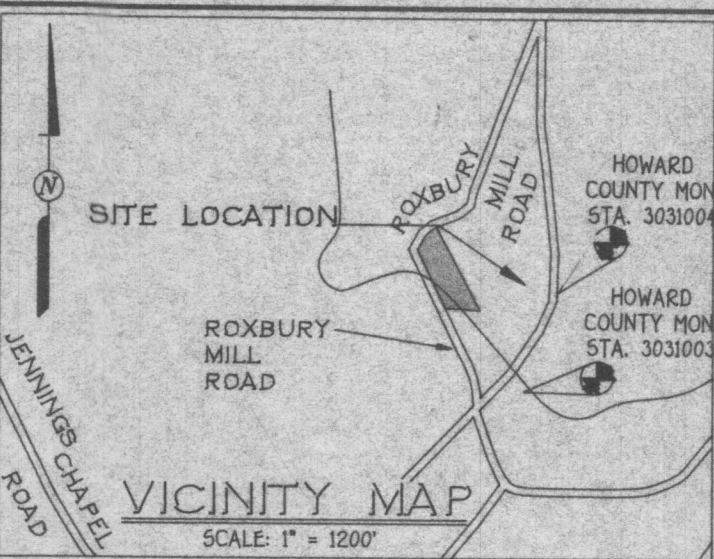 N
SITE LOCATION
ROXBURY
MILL
ROAD
HOWARD
COUNTY MON
STA. 3031004
HOWARD
COUNTY MON
STA. 3031003
ROXBURY
MILL
ROAD
JENNINGS CHAPEL
ROAD
VICINITY MAP
SCALE: 1" = 1200'